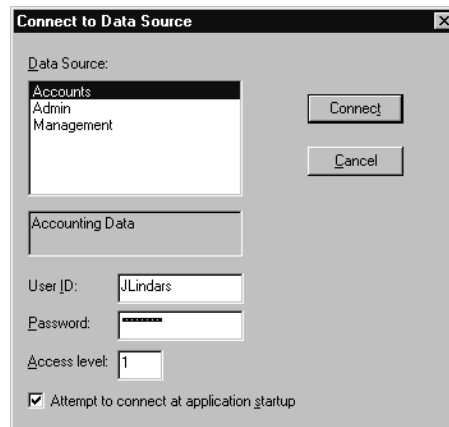 Connect to Data Source
Data Source:
Accounts
Admin
Management
Connect
Cancel
Accounting Data
User ID:
JLindars
Password:
Access level:
1
Attempt to connect at application startup